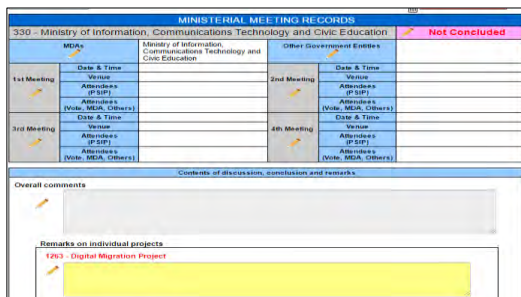 MINISTERIAL MEETING RECORDS
330 - Ministry of Information, Communications Technology and Civic Education Not Concluded
MDAs
Ministry of Information,
Communications Technology and
Civic Education
Other Government Entities
1st Meeting
Date & Time
Venue
Attendees
(PSIP)
Attendees
(Vote, MDA, Others)
2nd Meeting
Date & Time
Venue
Attendees
(PSIP)
Attendees
(Vote, MDA, Others)
3rd Meeting
Date & Time
Venue
Attendees
(PSIP)
Attendees
(Vote, MDA, Others)
4th Meeting
Date & Time
Venue
Attendees
(PSIP)
Attendees
(Vote, MDA, Others)
Contents of discussion, conclusion and remarks
Overall comments
Remarks on individual projects
1263 - Digital Migration Project